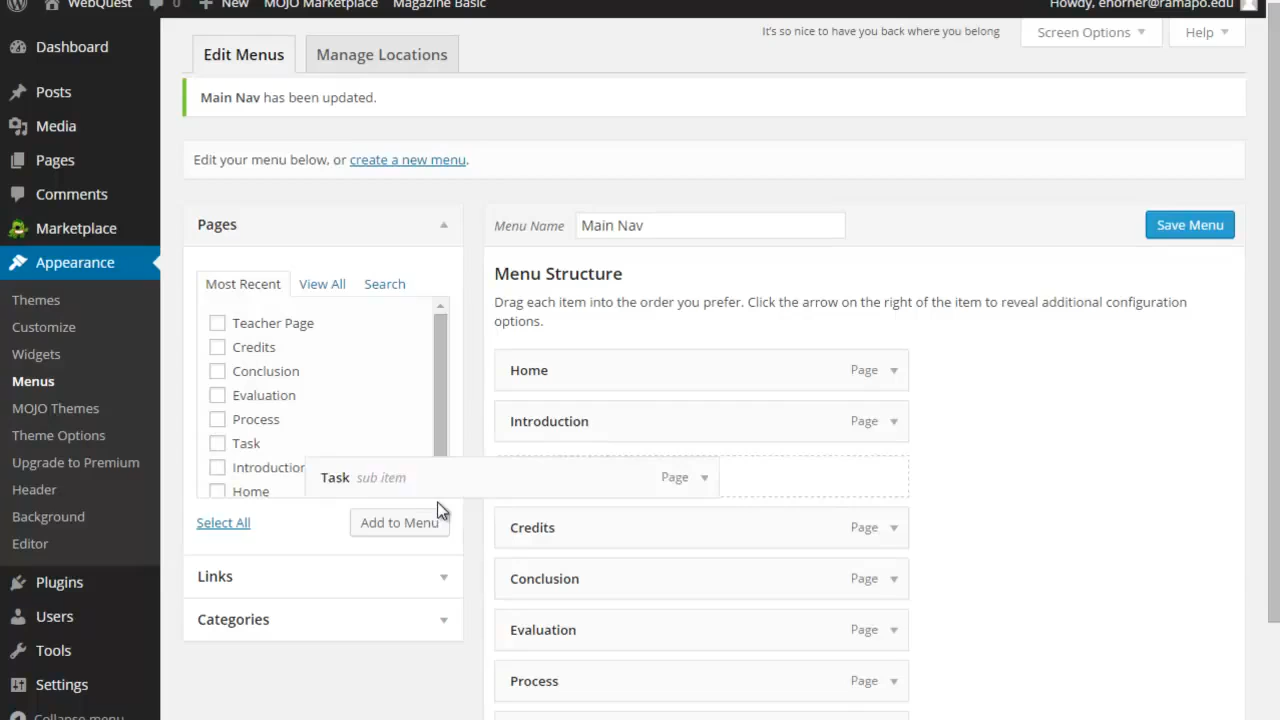 WebQuest 0 New MOJO Marketplace Magazine Basic Howdy, ehorner@ramapo.edu
Dashboard
Posts
Media
Pages
Comments
Marketplace
Appearance
Themes
Customize
Widgets
Menus
MOJO Themes
Theme Options
Upgrade to Premium
Header
Background
Editor
Plugins
Users
Tools
Settings
Collapse menu
It's so nice to have you back where you belong
Screen Options Help
Edit Menus Manage Locations
Main Nav has been updated.
Edit your menu below, or create a new menu.
Pages
Most Recent View All Search
Teacher Page
Credits
Conclusion
Evaluation
Process
Task
Introduction
Home
Select All Add to Menu
Links
Categories
Menu Name Main Nav Save Menu
Menu Structure
Drag each item into the order you prefer. Click the arrow on the right of the item to reveal additional configuration
options.
Home Page
Introduction Page
Task sub item Page
Credits Page
Conclusion Page
Evaluation Page
Process Page